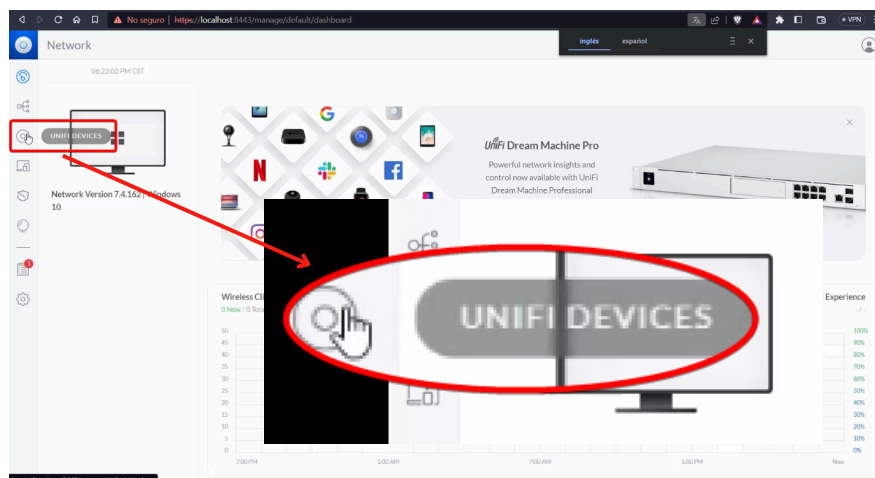 No seguro | https://localhost:8443/manage/default/dashboard
VPN
Network
inglés español
06:23:02 PM CST
UNIFI DEVICES
Network Version 7.4.162 | Windows
10
UniFi Dream Machine Pro
Powerful network insights and
control now available with UniFi
Dream Machine Professional
1
UNIFI DEVICES
Wireless Cli
Experience
0 Now / 0 Tota
- / -
50 100%
45 90%
40 80%
35 70%
30 60%
25 50%
20 40%
15 30%
10 20%
5 10%
0 0%
7:00 PM 1:00 AM 7:00 AM 1:00 PM Now